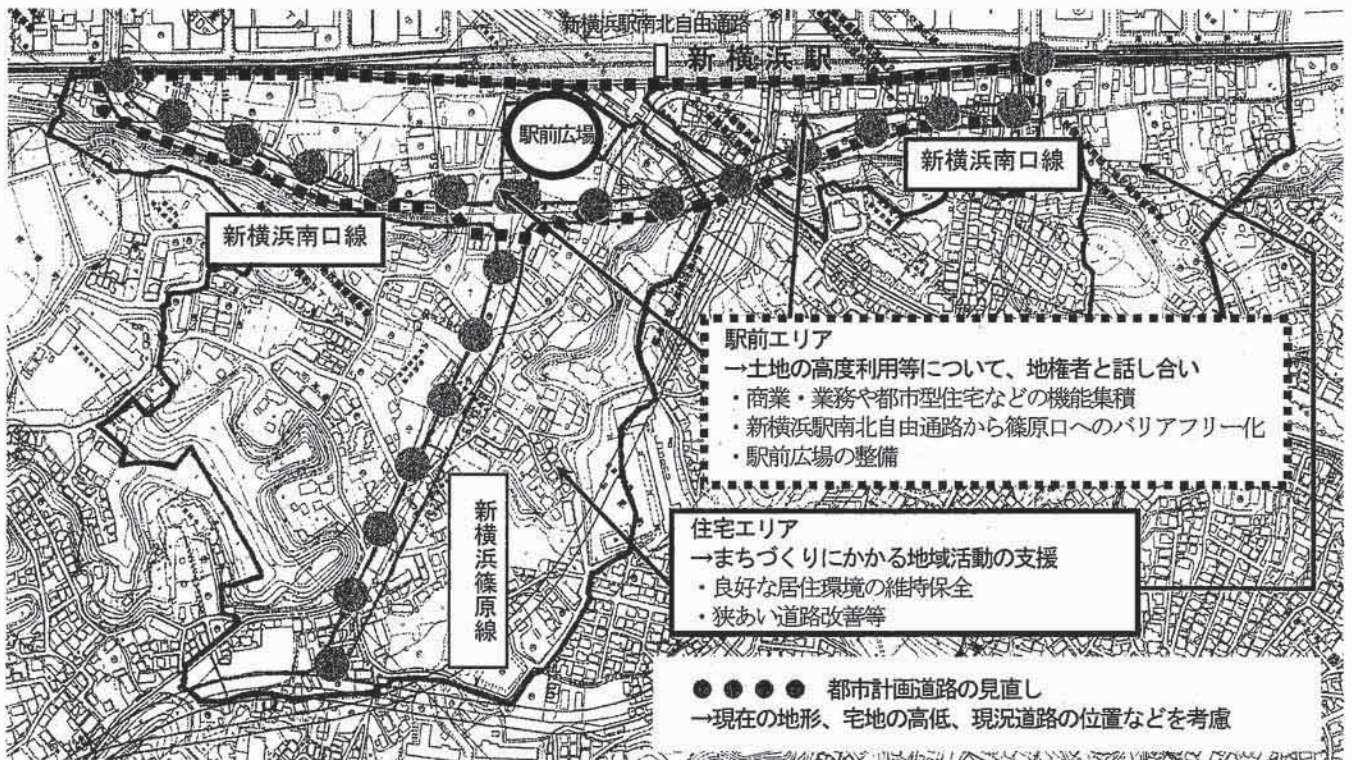 新横浜駅南北自由通路
新横浜駅
駅前広場
新横浜南口線
新横浜南口線
駅前エリア
→土地の高度利用等について、地権者と話し合い
・商業・業務や都市型住宅などの機能集積
・新横浜駅南北自由通路から篠原口へのバリアフリー化
・駅前広場の整備
新横浜篠原線
住宅エリア
→まちづくりにかかる地域活動の支援
・良好な居住環境の維持保全
・狭あい道路改善等
●●●● 都市計画道路の見直し
→現在の地形、宅地の高低、現況道路の位置などを考慮